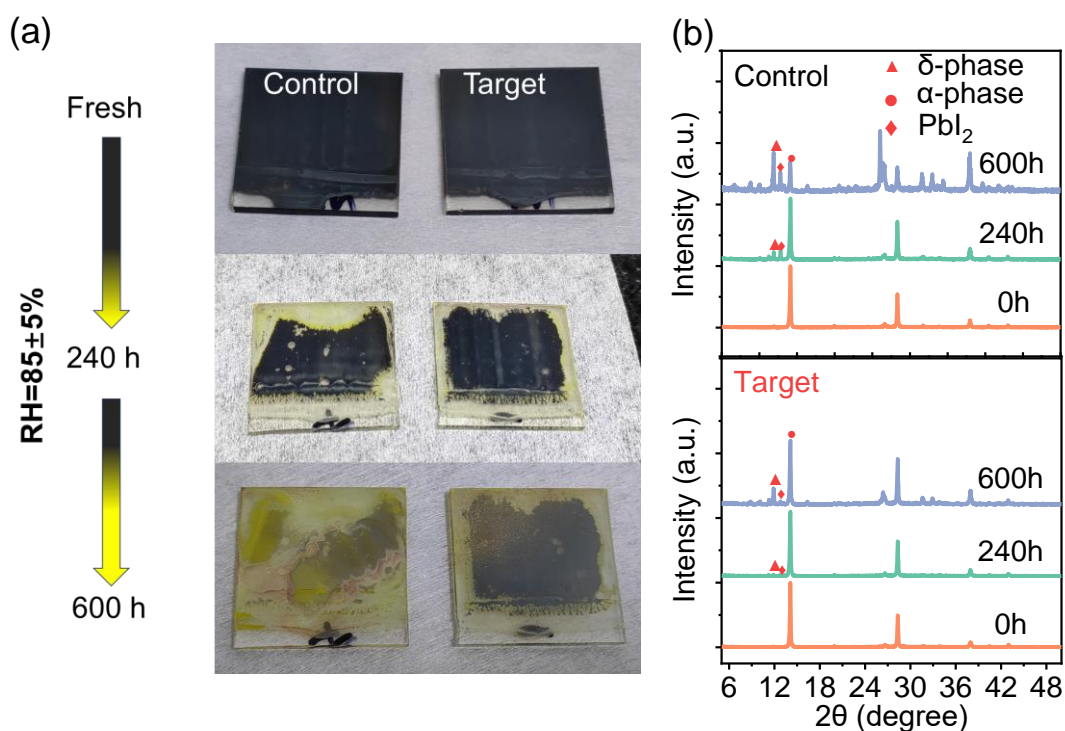 (a)
Fresh
RH=85±5%
240 h
600 h
Control
Target
(b)
Control
δ-phase
α-phase
PbI₂
600h
240h
0h
Intensity (a.u.)
Target
600h
240h
0h
Intensity (a.u.)
6 12 18 24 30 36 42 48
2θ (degree)